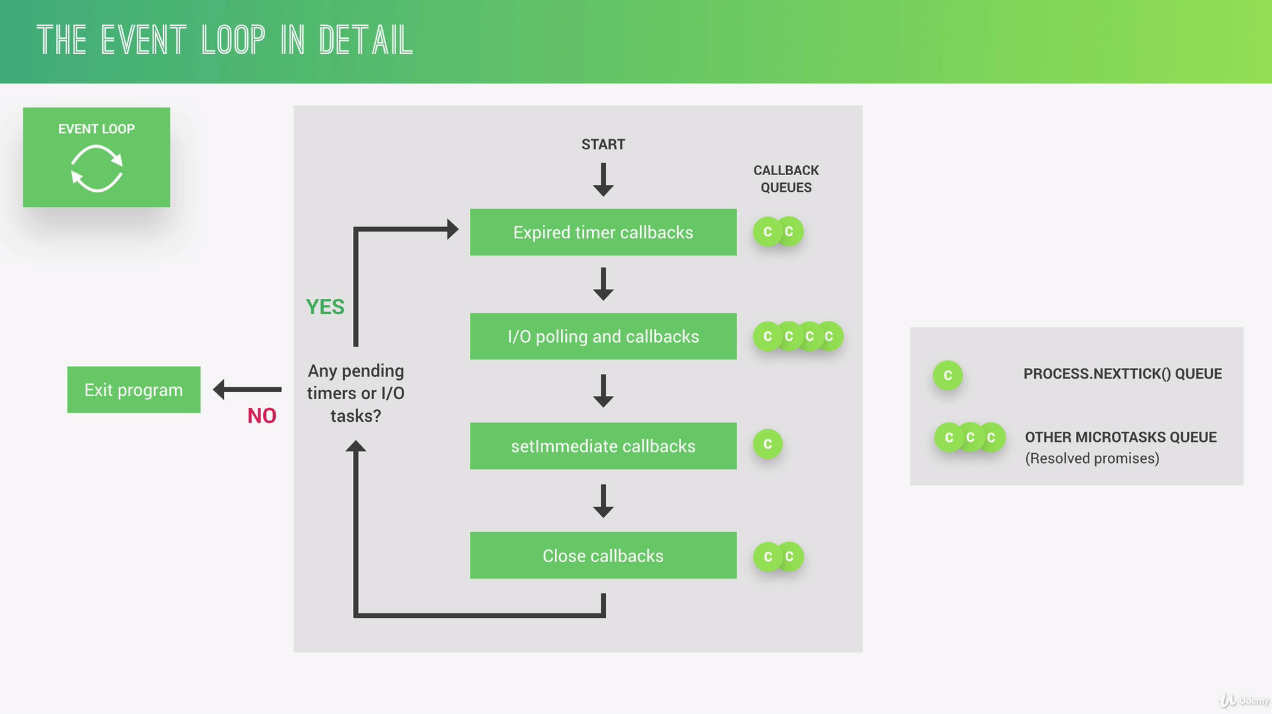 THE EVENT LOOP IN DETAIL
EVENT LOOP
START
CALLBACK
QUEUES
Expired timer callbacks
C C
YES
I/O polling and callbacks
C C C C
Any pending
timers or I/O
tasks?
Exit program
NO
setImmediate callbacks
C
Close callbacks
C C
C
PROCESS.NEXTTICK() QUEUE
C C C
OTHER MICROTASKS QUEUE
(Resolved promises)
Udemy